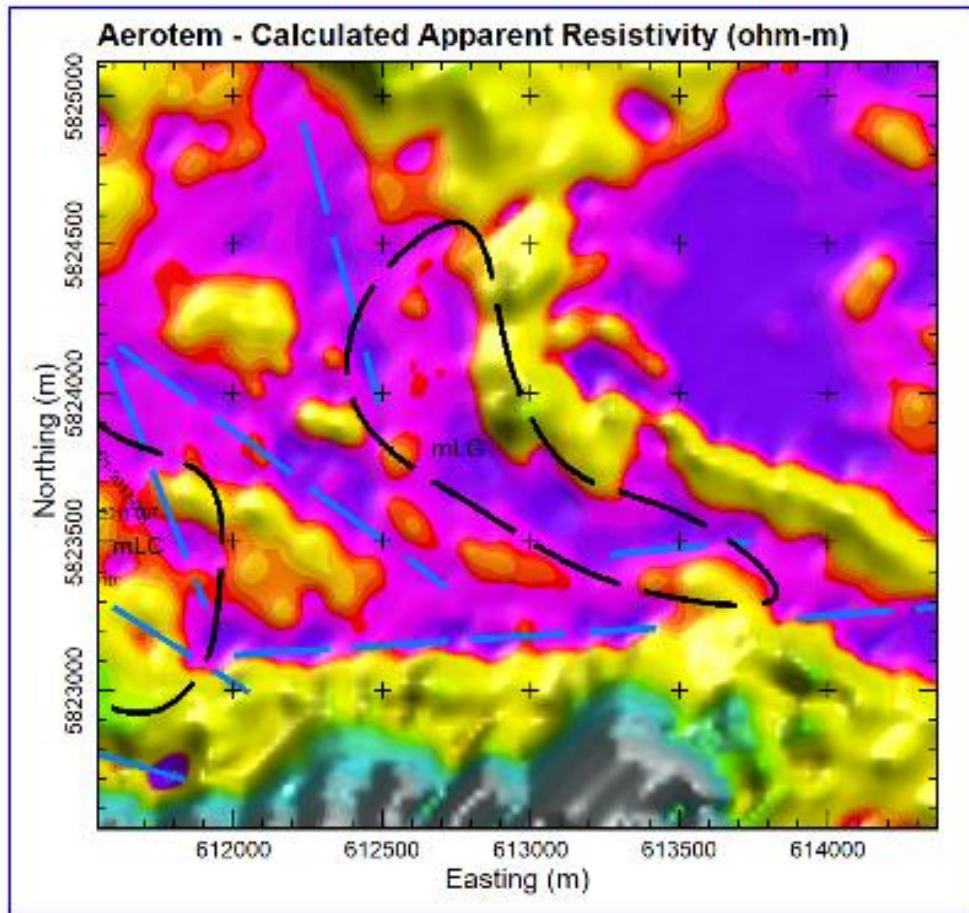 Aerotem - Calculated Apparent Resistivity (ohm-m)
5825000
5824500
5824000
5823500
5823000
Northing (m)
mLG
mLC
612000 612500 613000 613500 614000
Easting (m)